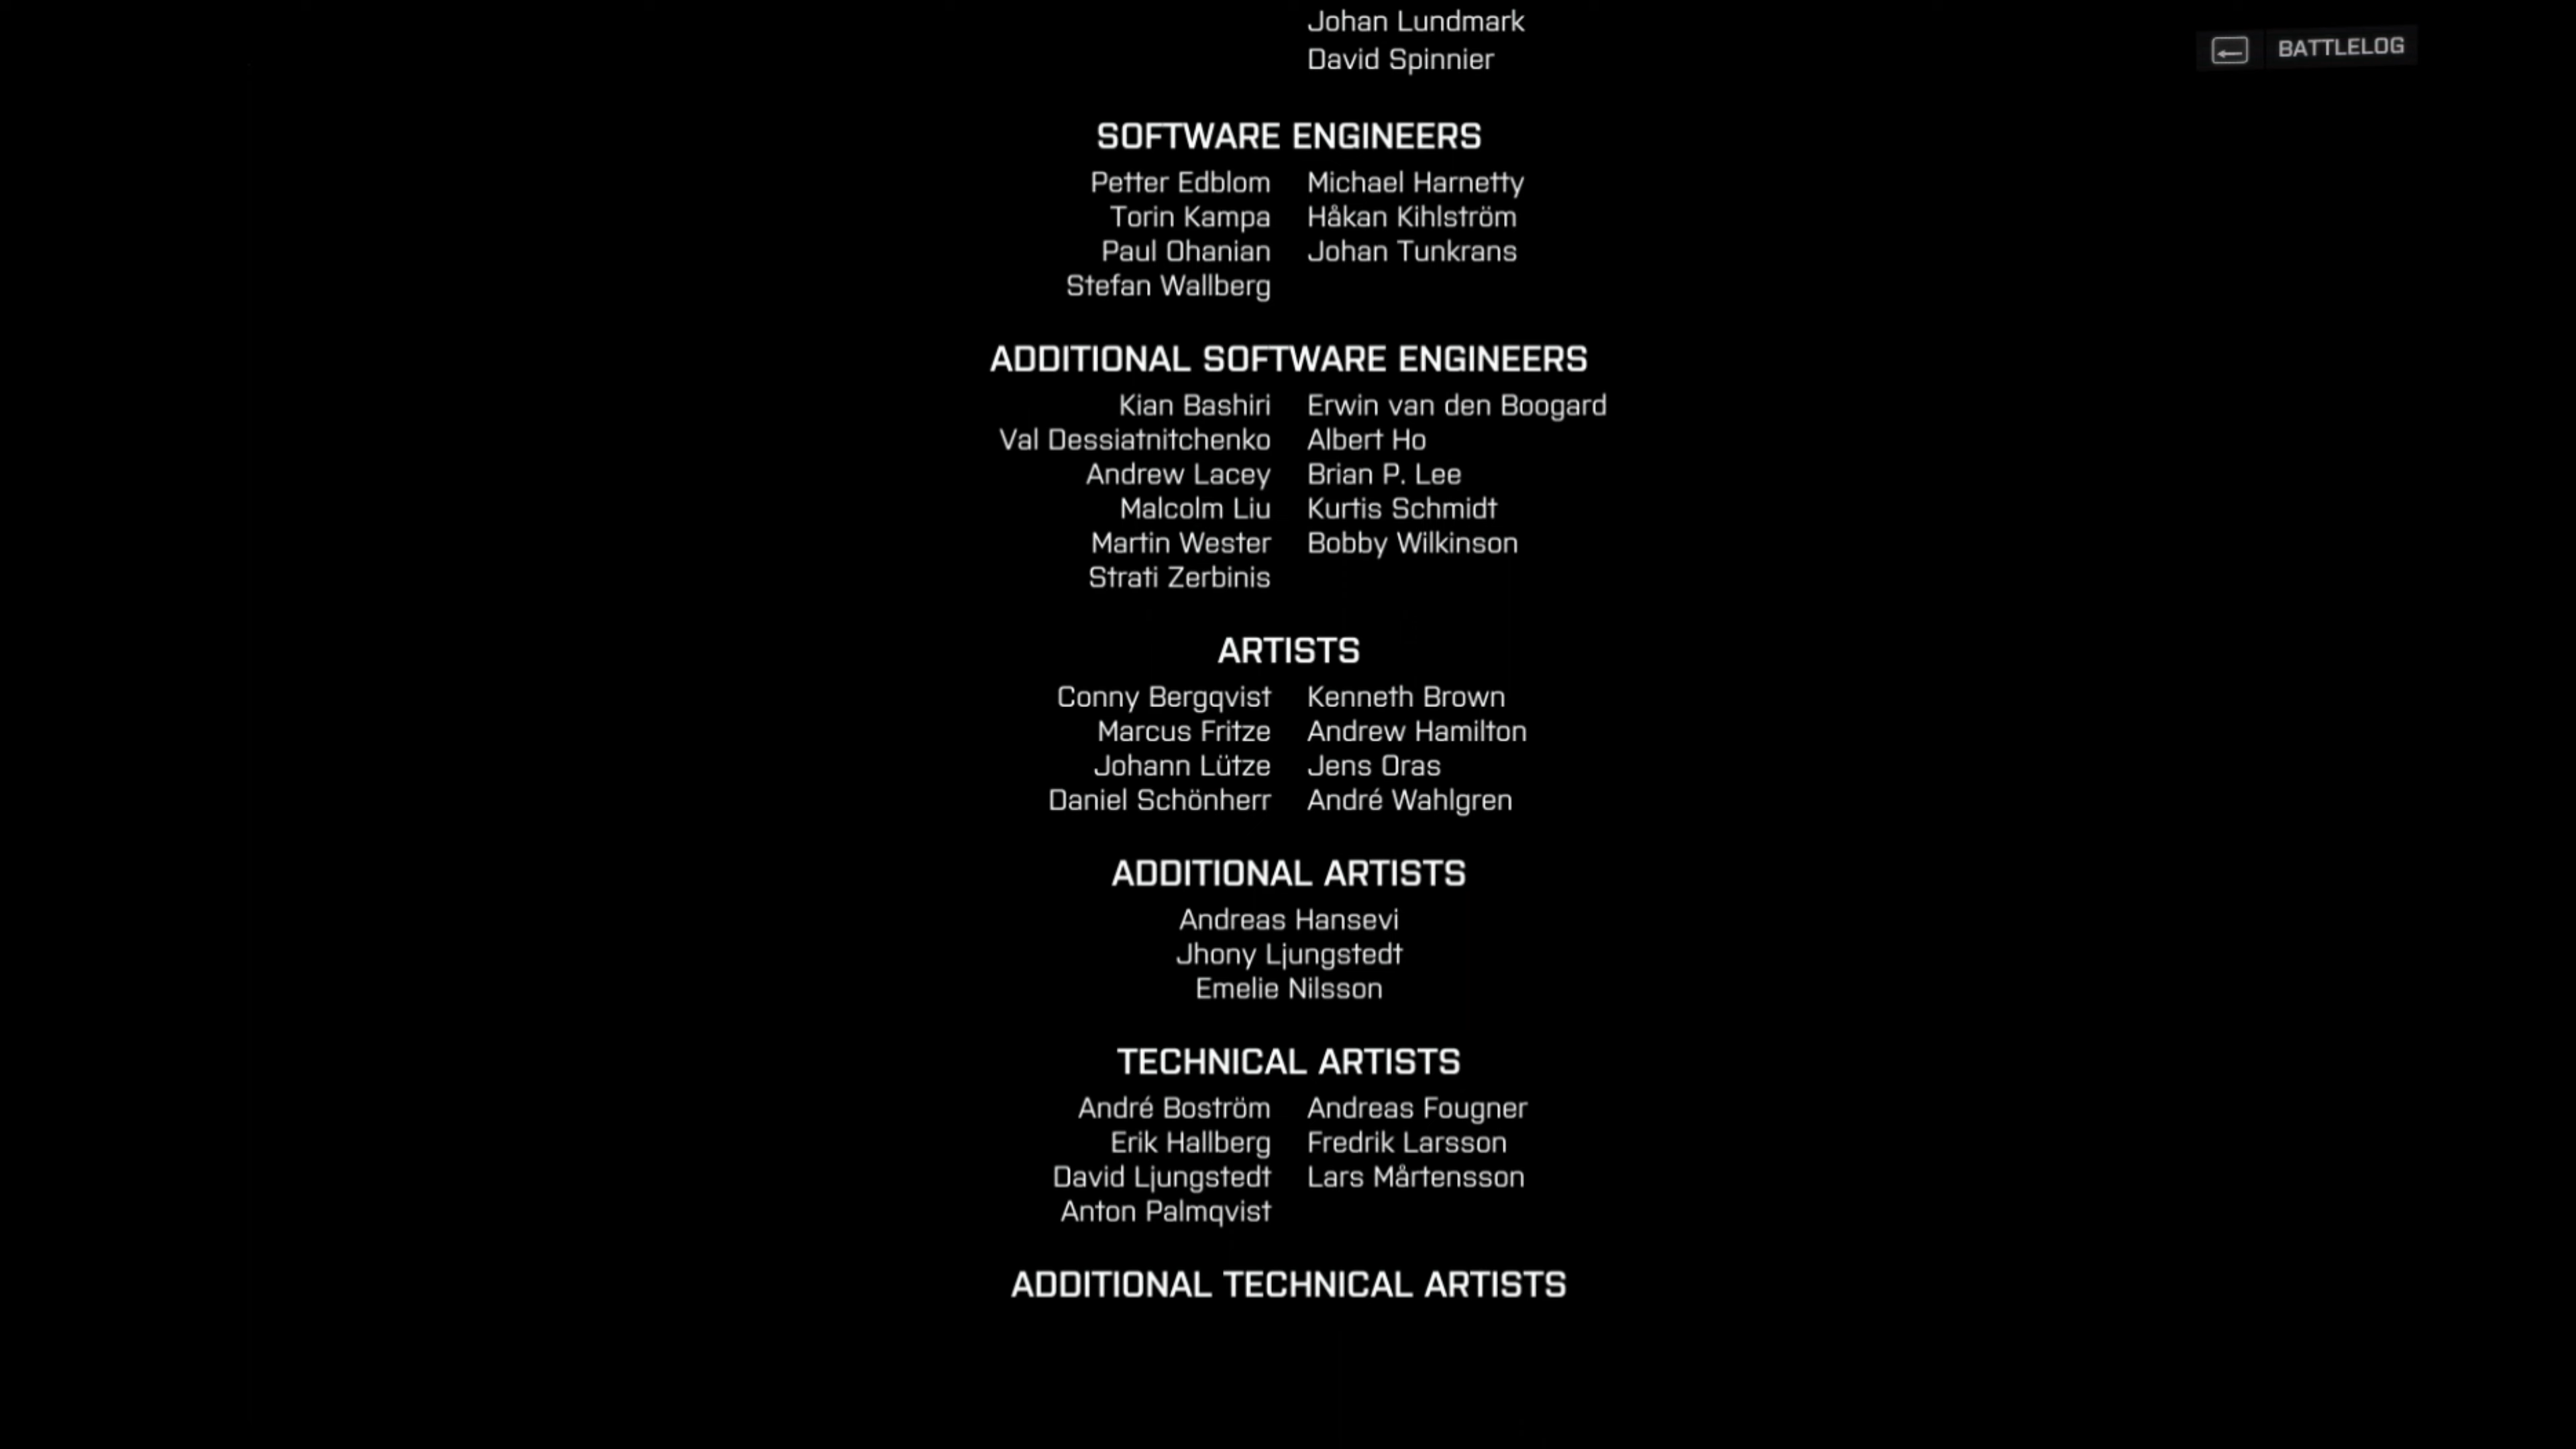 Johan Lundmark
David Spinnier
BATTLELOG
SOFTWARE ENGINEERS
Petter Edblom Michael Harnetty
Torin Kampa Håkan Kihlström
Paul Ohanian Johan Tunkrans
Stefan Wallberg
ADDITIONAL SOFTWARE ENGINEERS
Kian Bashiri Erwin van den Boogard
Val Dessiatnitchenko Albert Ho
Andrew Lacey Brian P. Lee
Malcolm Liu Kurtis Schmidt
Martin Wester Bobby Wilkinson
Strati Zerbinis
ARTISTS
Conny Bergqvist Kenneth Brown
Marcus Fritze Andrew Hamilton
Johann Lütze Jens Oras
Daniel Schönherr André Wahlgren
ADDITIONAL ARTISTS
Andreas Hansevi
Jhony Ljungstedt
Emelie Nilsson
TECHNICAL ARTISTS
André Boström Andreas Fougner
Erik Hallberg Fredrik Larsson
David Ljungstedt Lars Mårtensson
Anton Palmqvist
ADDITIONAL TECHNICAL ARTISTS